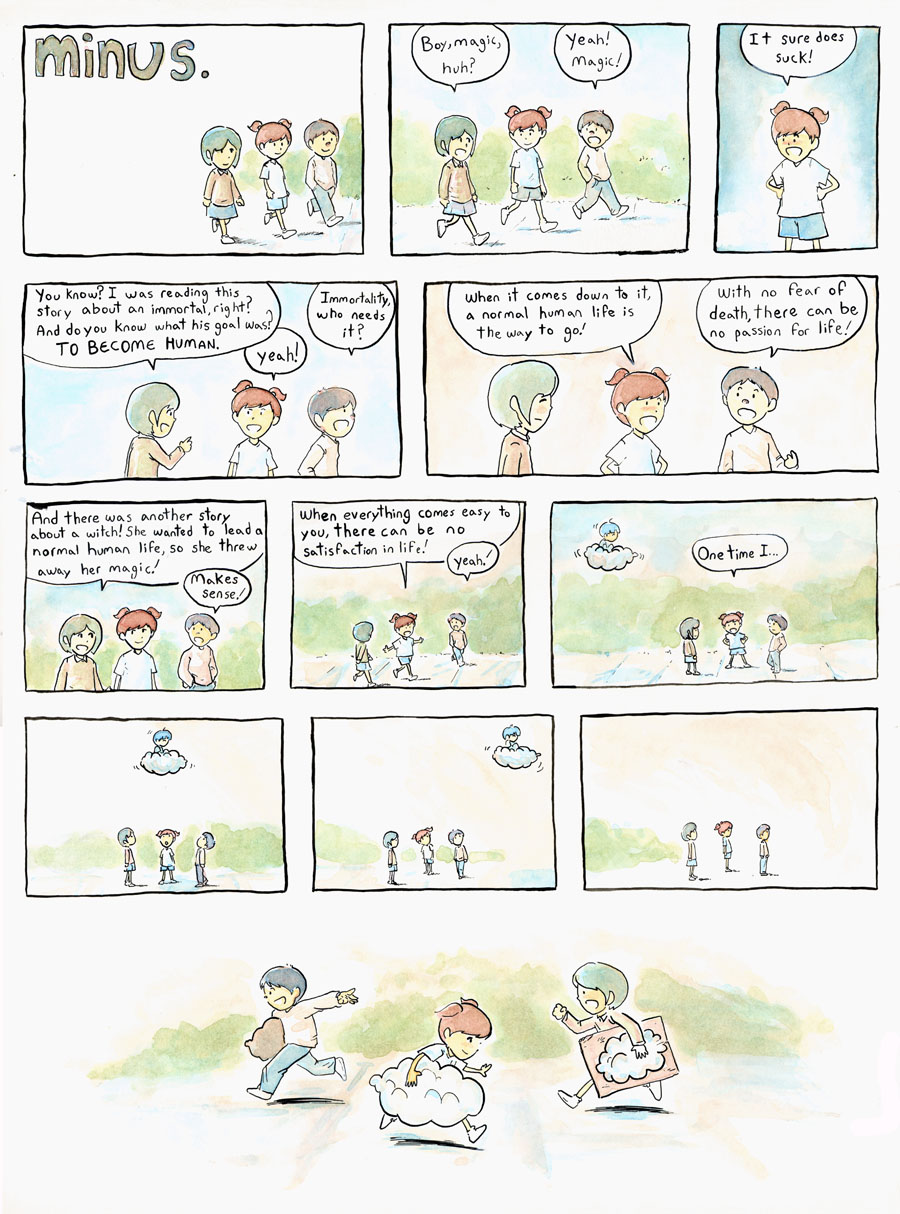 minus.
Boy, magic,
huh?
Yeah!
Magic!
It sure does
suck!
You know? I was reading this
story about an immortal, right?
And do you know what his goal was?
TO BECOME HUMAN.
yeah!
Immortality,
who needs
it?
When it comes down to it,
a normal human life is
the way to go!
With no fear of
death, there can be
no passion for life!
And there was another story
about a witch! She wanted to lead a
normal human life, so she threw
away her magic!
Makes
sense!
When everything comes easy to
you, there can be no
satisfaction in life!
yeah!
One time I...